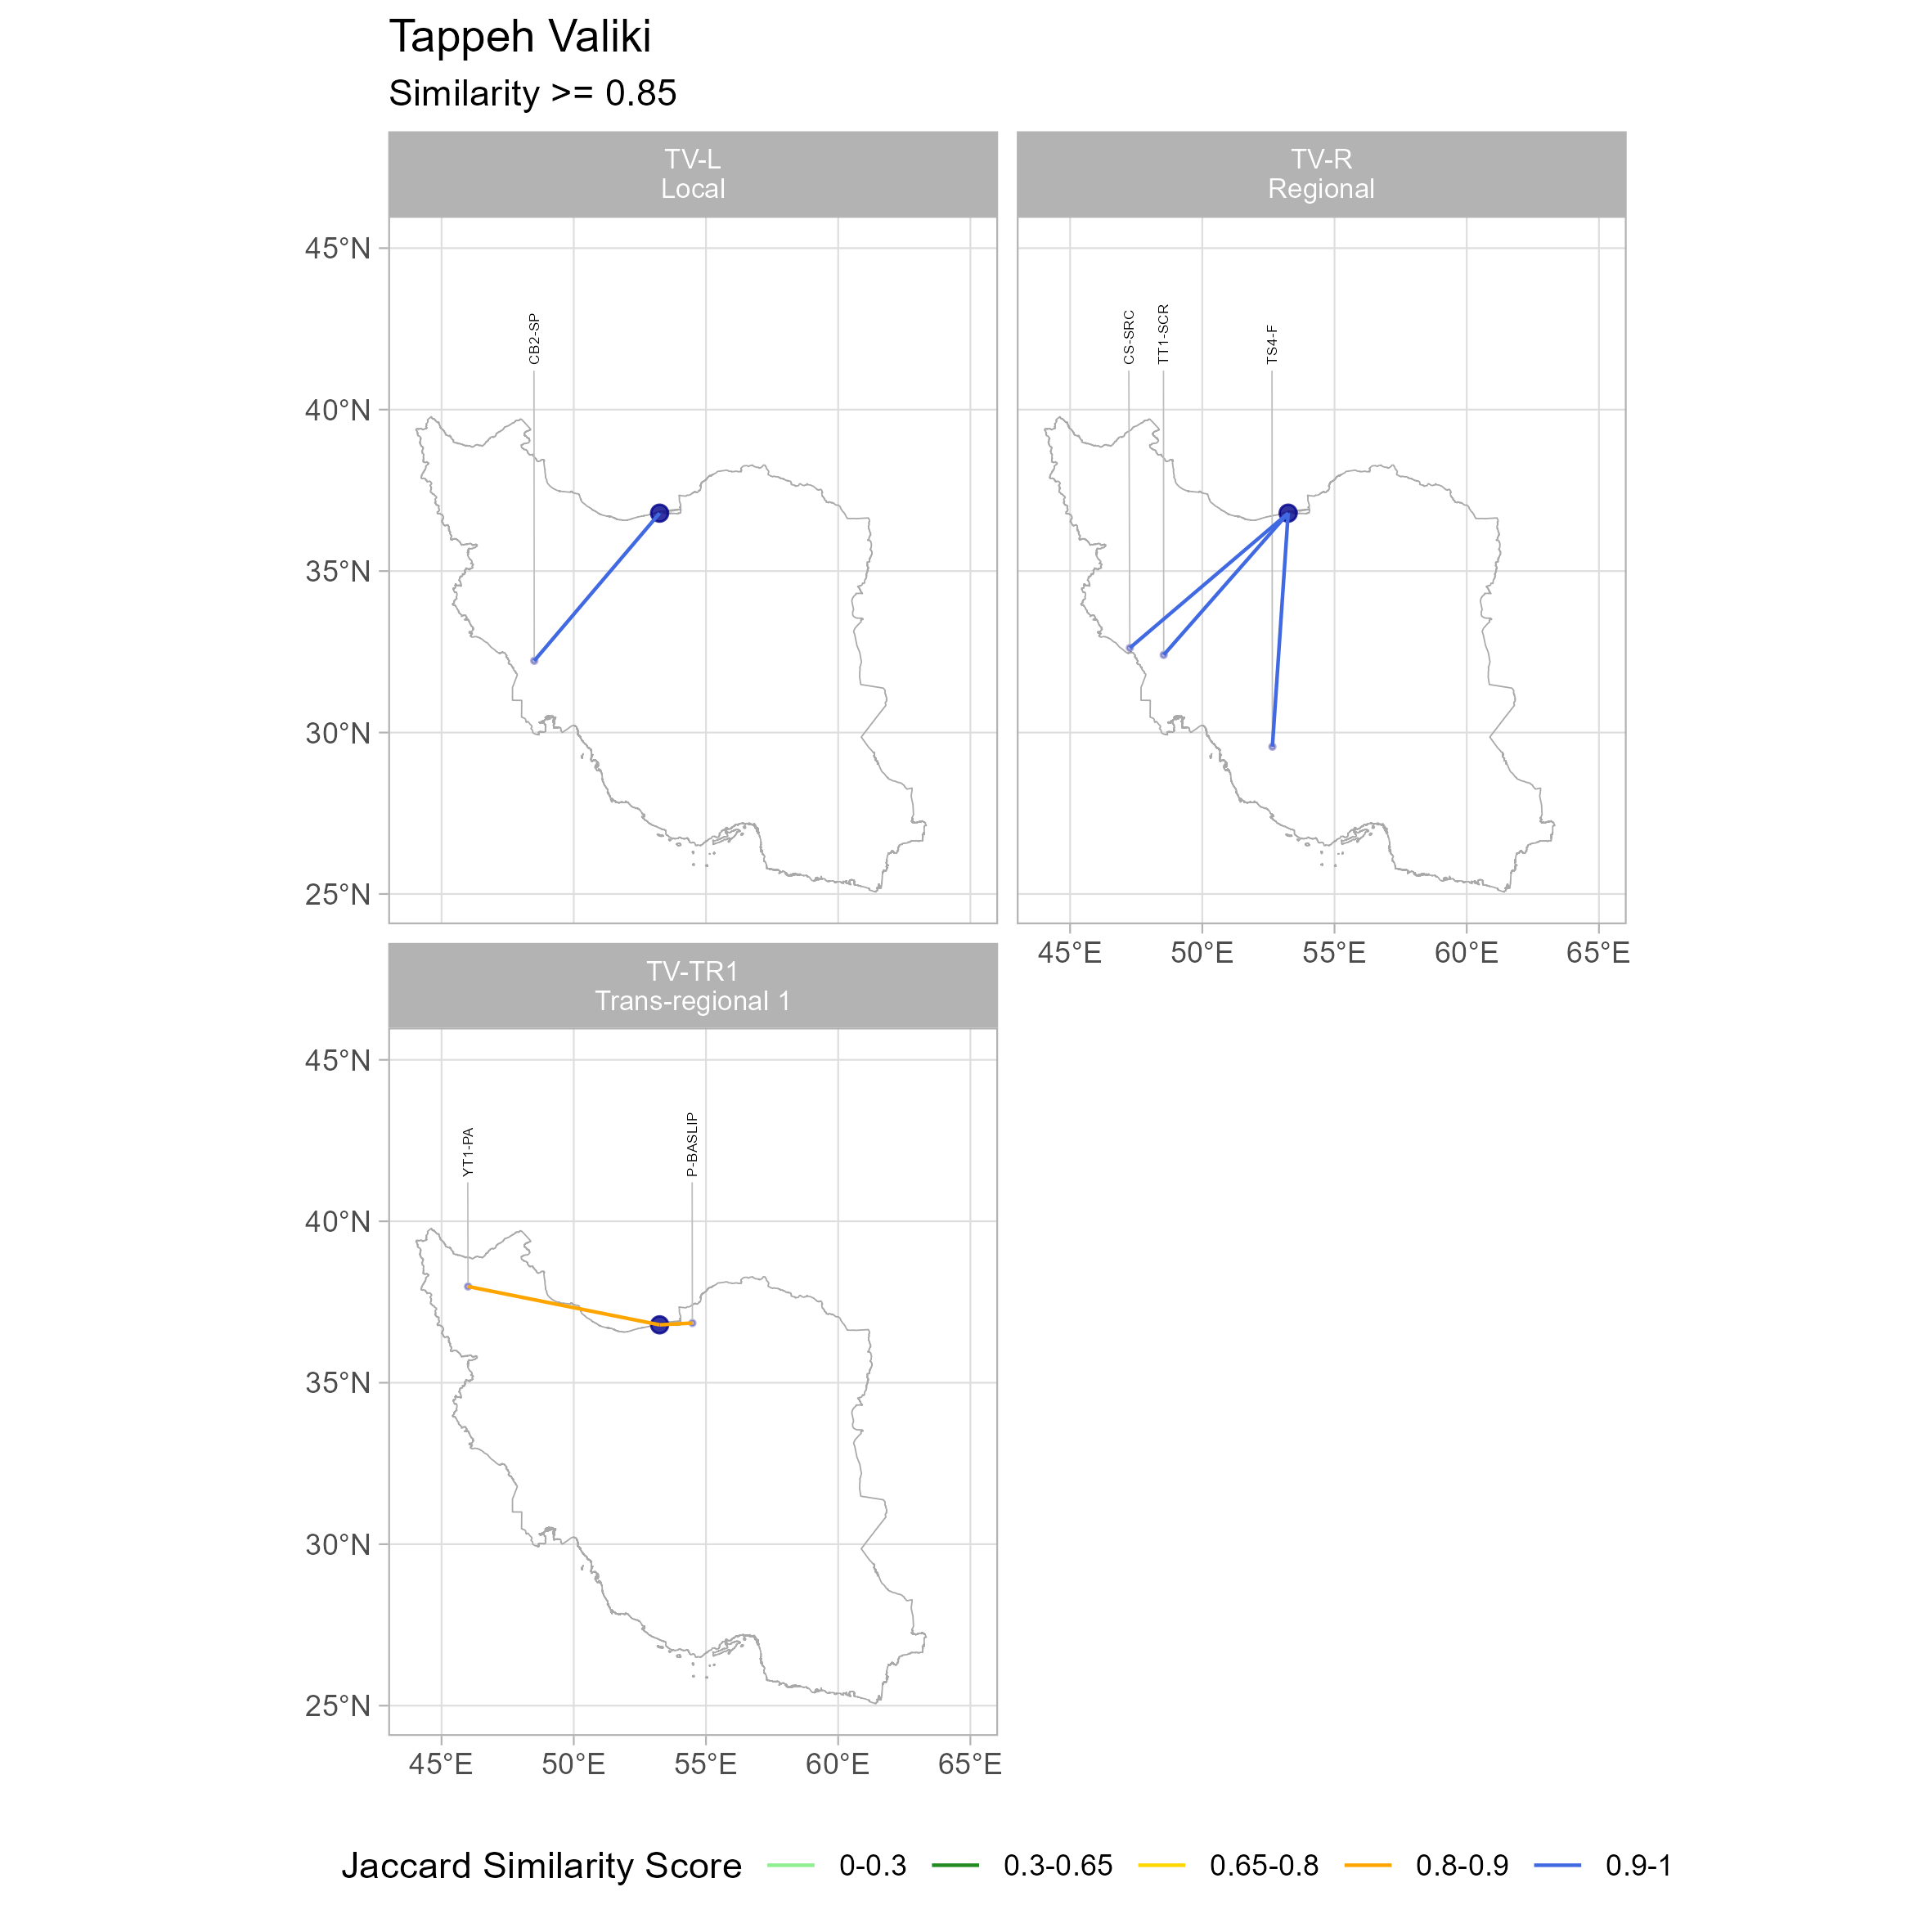 Tappeh Valiki
Similarity >= 0.85
TV-L
Local
TV-R
Regional
45°N
40°N
35°N
30°N
25°N
CB2-SP
CS-SRC
TT1-SCR
TS4-F
45°E 50°E 55°E 60°E 65°E
TV-TR1
Trans-regional 1
45°N
40°N
35°N
30°N
25°N
YT1-PA
P-BASLIP
45°E 50°E 55°E 60°E 65°E
Jaccard Similarity Score 0-0.3 0.3-0.65 0.65-0.8 0.8-0.9 0.9-1